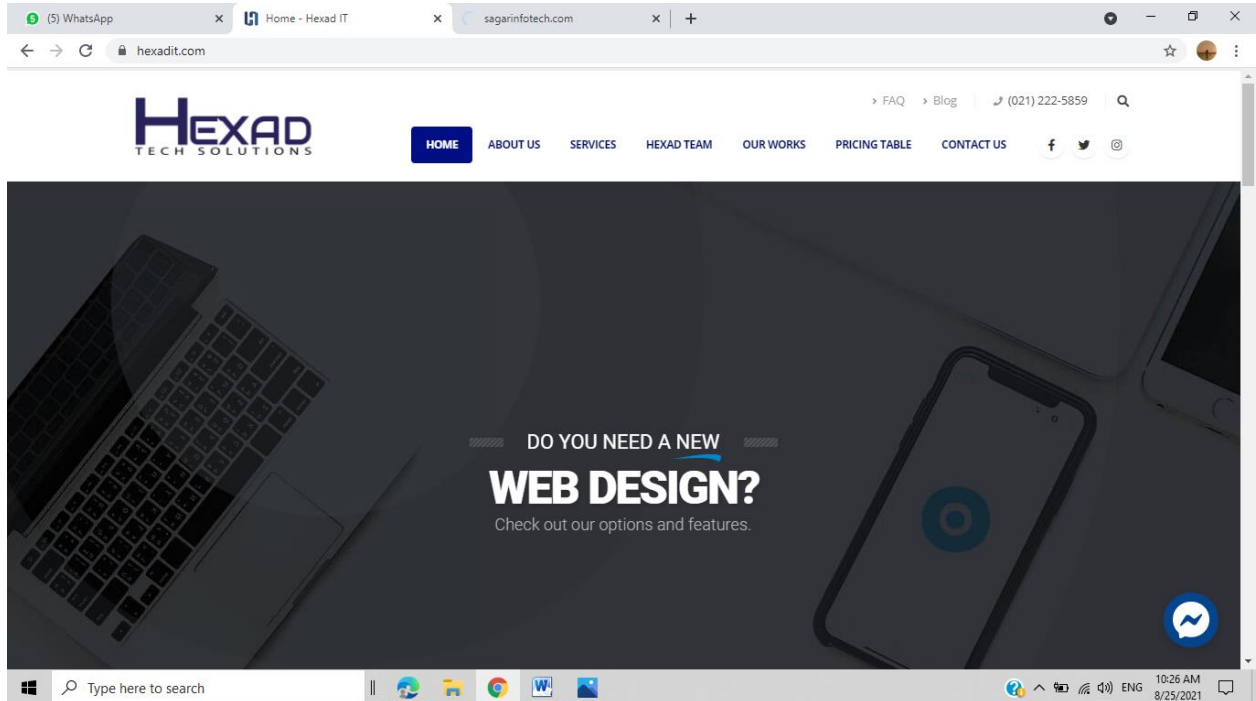 (5) WhatsApp
Home - Hexad IT
sagarinfotech.com
hexadit.com
FAQ Blog (021) 222-5859
HEXAD
TECH SOLUTIONS
HOME ABOUT US SERVICES HEXAD TEAM OUR WORKS PRICING TABLE CONTACT US
DO YOU NEED A NEW
WEB DESIGN?
Check out our options and features.
Type here to search
ENG
10:26 AM
8/25/2021